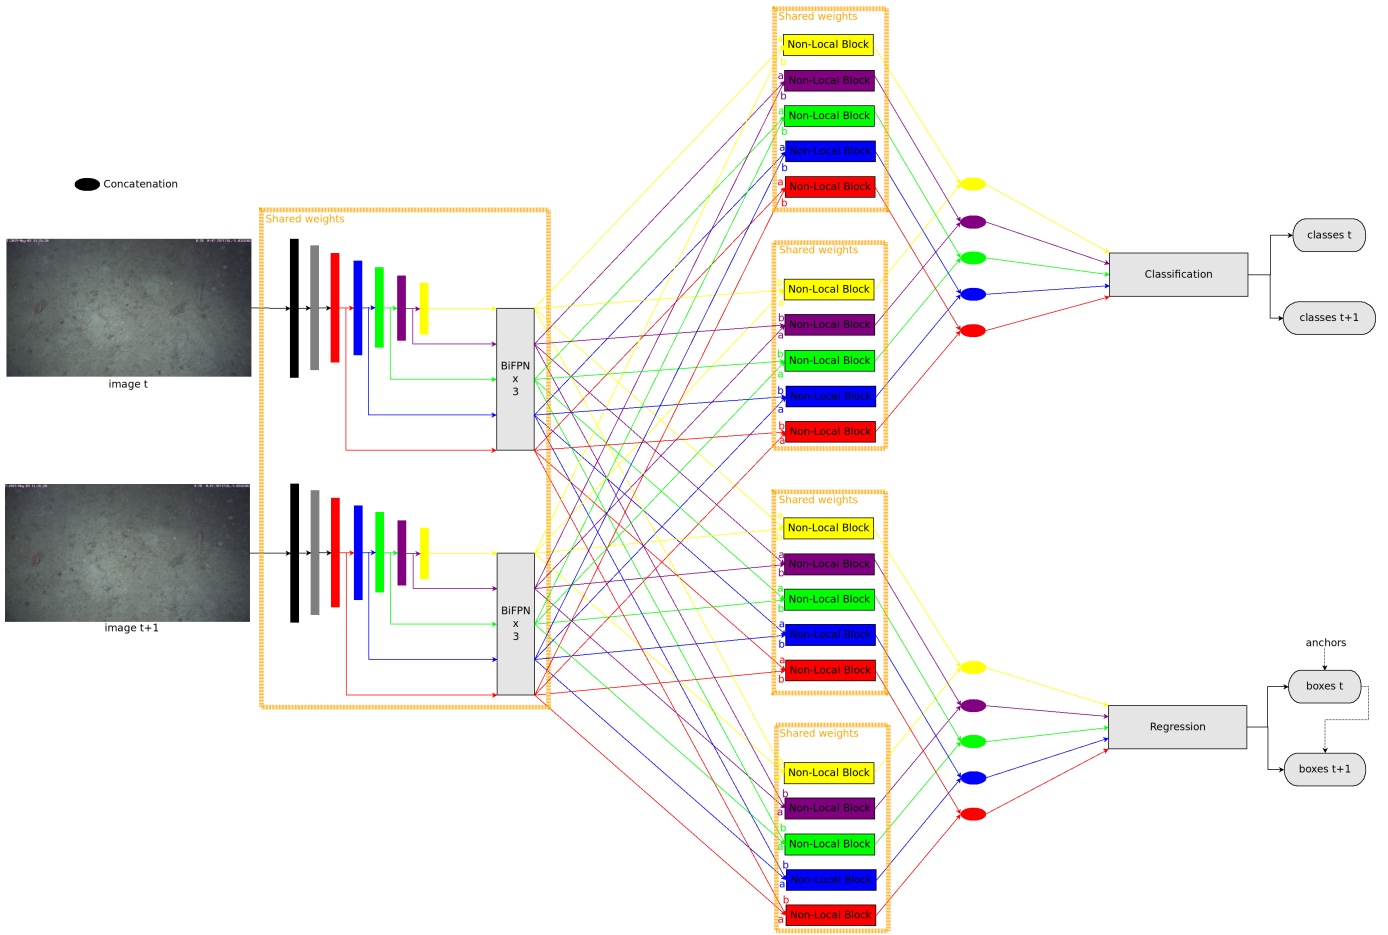 Shared weights
Non-Local Block
b
a
Non-Local Block
b
a
Non-Local Block
b
a
Non-Local Block
b
a
Non-Local Block
b
Concatenation
Shared weights
image t
BiFPN
x
3
Shared weights
Non-Local Block
b
Non-Local Block
a
b
Non-Local Block
a
b
Non-Local Block
a
b
Non-Local Block
a
Classification
classes t
classes t+1
image t+1
BiFPN
x
3
Shared weights
Non-Local Block
a
Non-Local Block
b
a
Non-Local Block
b
a
Non-Local Block
b
a
Non-Local Block
b
Shared weights
Non-Local Block
b
Non-Local Block
a
b
Non-Local Block
a
b
Non-Local Block
a
b
Non-Local Block
a
Regression
anchors
boxes t
boxes t+1